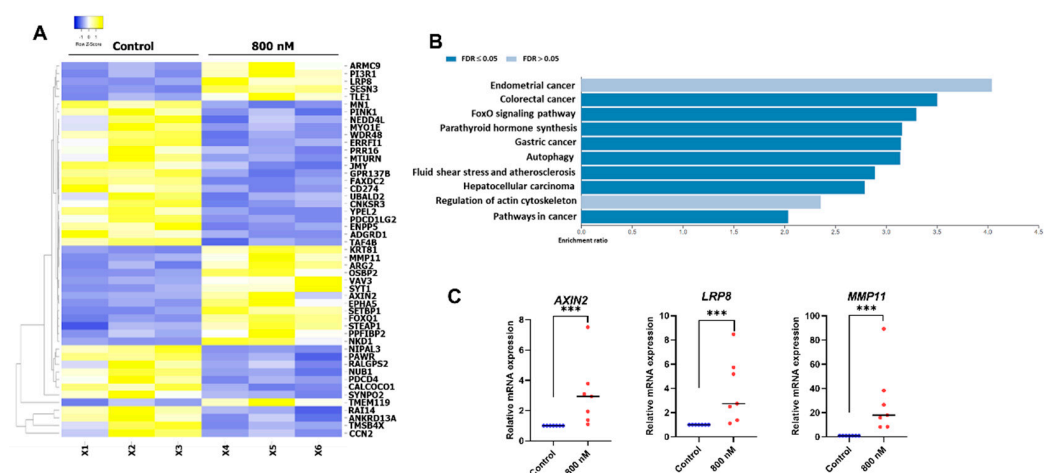 A
-1 0 1
Row Z-Score
Control
800 nM
ARMC9
PI3R1
LRP8
SESN3
TLE1
MN1
PINK1
NEDD4L
MYO1E
WDR48
ERRFI1
PRR16
MTURN
JMY
GPR137B
FAXDC2
CD274
UBALD2
CNKSR3
YPEL2
PDCD1LG2
ENPP5
ADGRD1
TAF4B
KRT81
MMP11
ARG2
OSBP2
VAV3
SYT1
AXIN2
EPHA5
SETBP1
FOXQ1
STEAP1
PPFIBP2
NKD1
NIPAL3
PAWR
RALGPS2
NUB1
PDCD4
CALCOCO1
SYNPO2
TMEM119
RAI14
ANKRD13A
TMSB4X
CCN2
X1 X2 X3 X4 X5 X6
B
FDR ≤ 0.05 FDR > 0.05
Endometrial cancer
Colorectal cancer
FoxO signaling pathway
Parathyroid hormone synthesis
Gastric cancer
Autophagy
Fluid shear stress and atherosclerosis
Hepatocellular carcinoma
Regulation of actin cytoskeleton
Pathways in cancer
0.0 0.5 1.0 1.5 2.0 2.5 3.0 3.5 4.0 4.5
Enrichment ratio
C
AXIN2
***
Relative mRNA expression
8
6
4
2
0
Control
800 nM
LRP8
***
Relative mRNA expression
10
8
6
4
2
0
Control
800 nM
MMP11
***
Relative mRNA expression
100
80
60
40
20
0
Control
800 nM